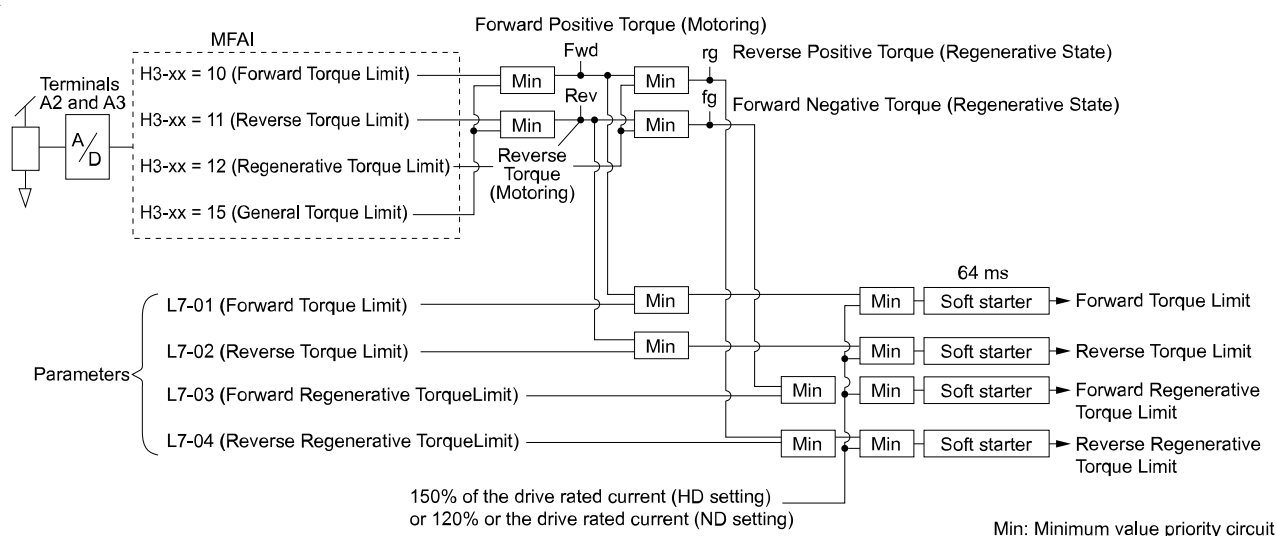 Forward Positive Torque (Motoring)
MFAI
Fwd
rg
Reverse Positive Torque (Regenerative State)
H3-xx = 10 (Forward Torque Limit)
Min
Min
Terminals
A2 and A3
Rev
fg
Forward Negative Torque (Regenerative State)
H3-xx = 11 (Reverse Torque Limit)
Min
Min
A/D
Reverse
Torque
(Motoring)
H3-xx = 12 (Regenerative Torque Limit)
H3-xx = 15 (General Torque Limit)
64 ms
L7-01 (Forward Torque Limit)
Min
Min
Soft starter
Forward Torque Limit
L7-02 (Reverse Torque Limit)
Min
Min
Soft starter
Reverse Torque Limit
Parameters
L7-03 (Forward Regenerative TorqueLimit)
Min
Min
Soft starter
Forward Regenerative
Torque Limit
L7-04 (Reverse Regenerative TorqueLimit)
Min
Min
Soft starter
Reverse Regenerative
Torque Limit
150% of the drive rated current (HD setting)
or 120% or the drive rated current (ND setting)
Min: Minimum value priority circuit